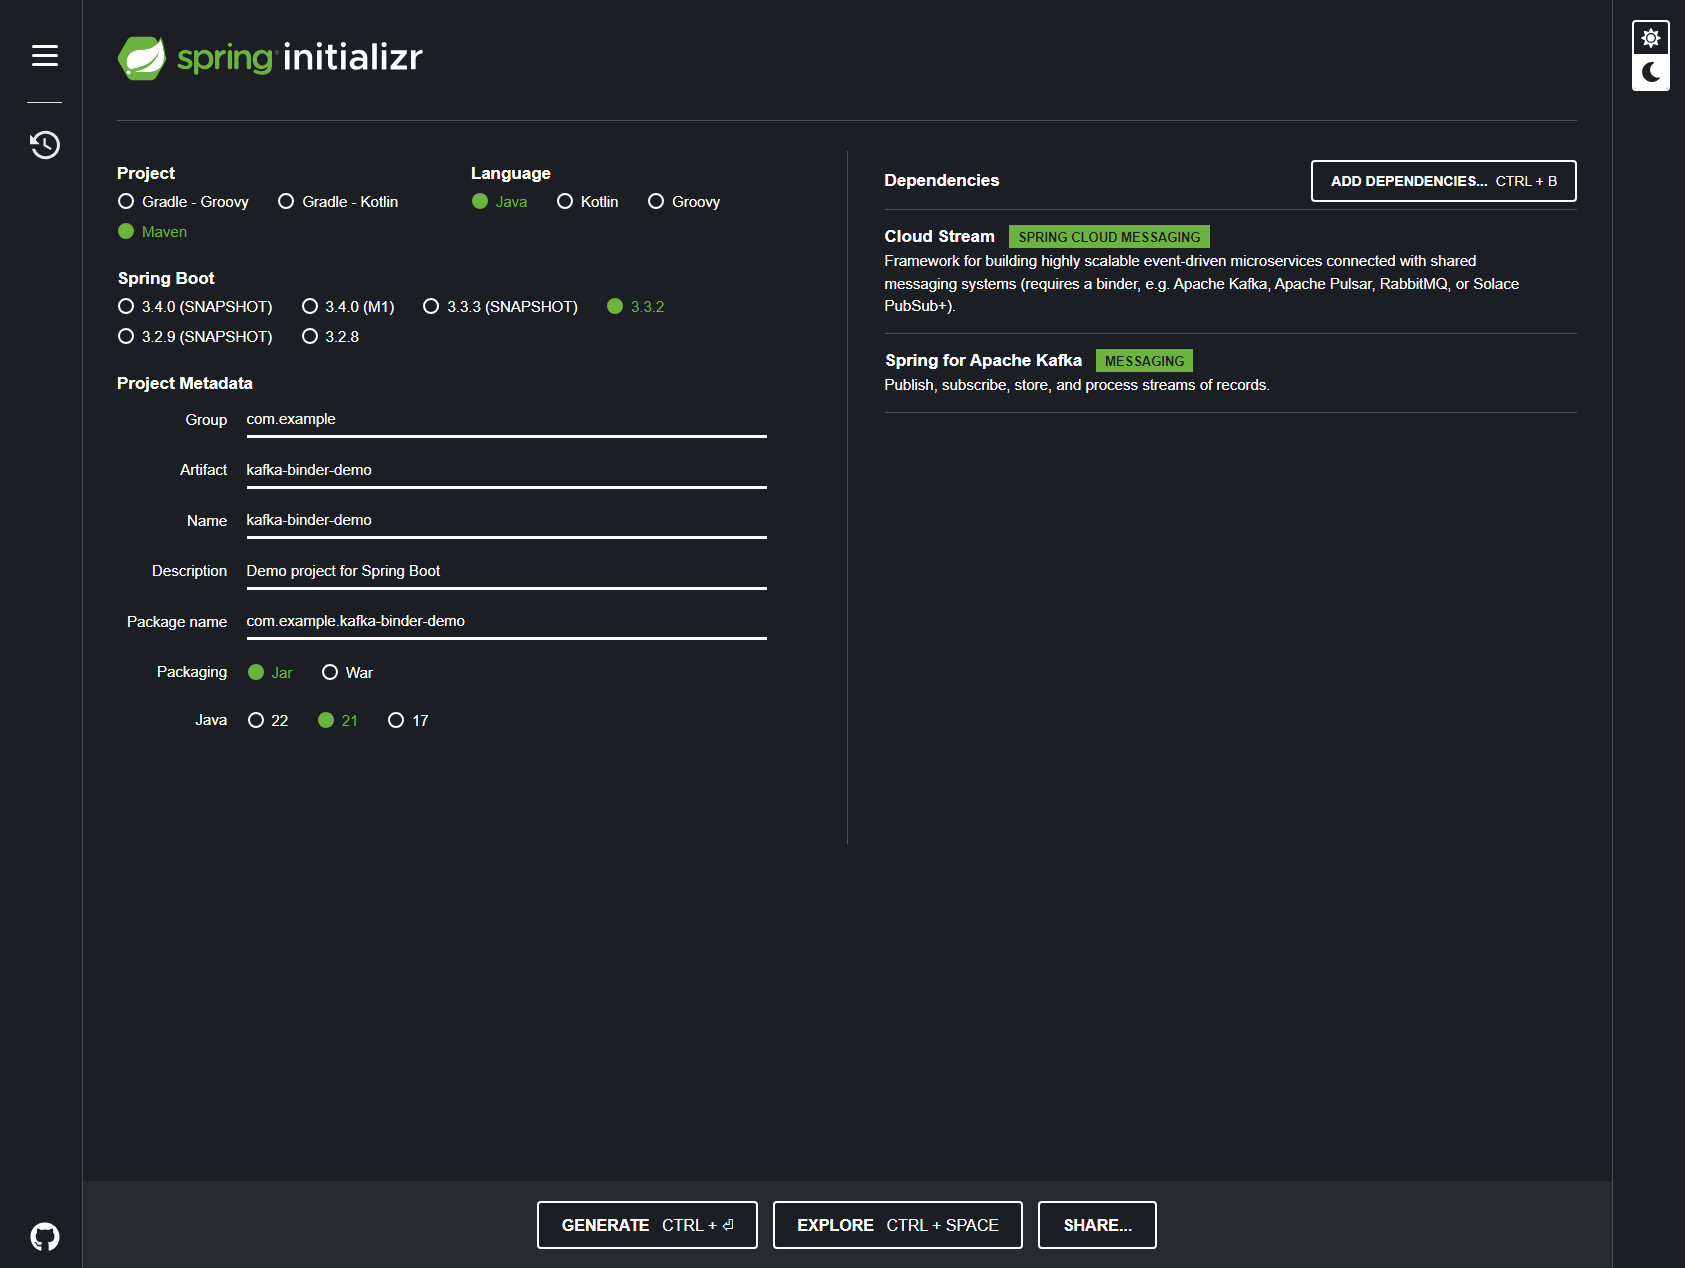 spring initializr
Project
Gradle - Groovy Gradle - Kotlin
Maven
Language
Java Kotlin Groovy
Spring Boot
3.4.0 (SNAPSHOT) 3.4.0 (M1) 3.3.3 (SNAPSHOT) 3.3.2
3.2.9 (SNAPSHOT) 3.2.8
Project Metadata
Group com.example
Artifact kafka-binder-demo
Name kafka-binder-demo
Description Demo project for Spring Boot
Package name com.example.kafka-binder-demo
Packaging Jar War
Java 22 21 17
Dependencies
ADD DEPENDENCIES... CTRL + B
Cloud Stream SPRING CLOUD MESSAGING
Framework for building highly scalable event-driven microservices connected with shared
messaging systems (requires a binder, e.g. Apache Kafka, Apache Pulsar, RabbitMQ, or Solace
PubSub+).
Spring for Apache Kafka MESSAGING
Publish, subscribe, store, and process streams of records.
GENERATE CTRL + ⏎
EXPLORE CTRL + SPACE
SHARE...